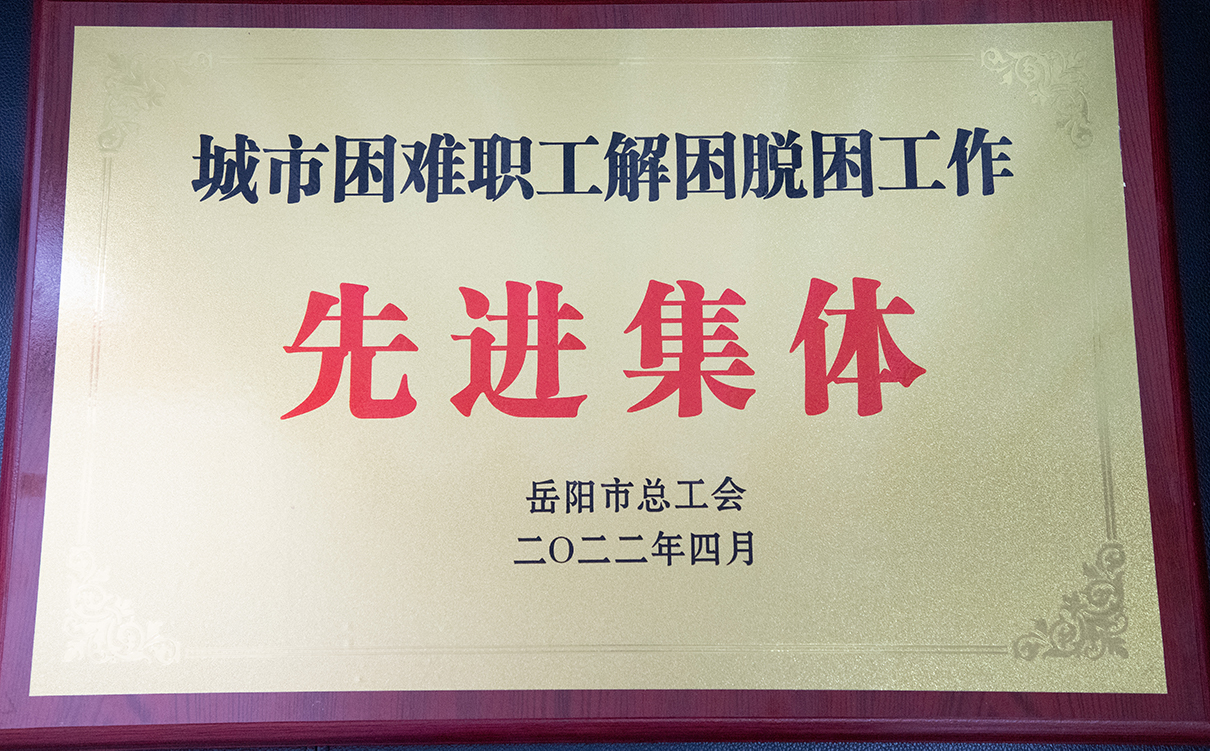 城市困难职工解困脱困工作
先进集体
岳阳市总工会
二〇二二年四月